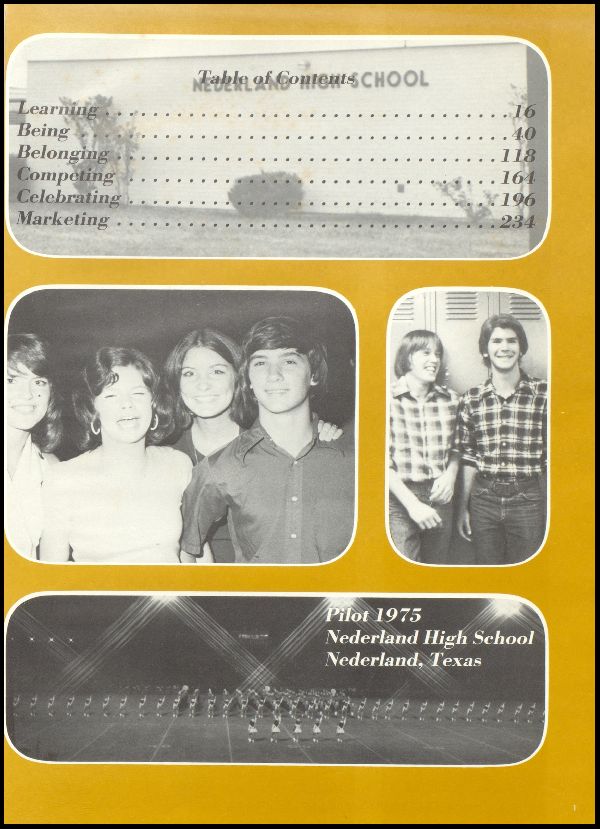 Table of Contents
NEDERLAND HIGH SCHOOL
Learning . . . . . . . . . . . . . . . . . . . . . . . . . . . . . . . . . . 16
Being . . . . . . . . . . . . . . . . . . . . . . . . . . . . . . . . . . . . 40
Belonging . . . . . . . . . . . . . . . . . . . . . . . . . . . . . . . . 118
Competing . . . . . . . . . . . . . . . . . . . . . . . . . . . . . . . . 164
Celebrating . . . . . . . . . . . . . . . . . . . . . . . . . . . . . . . 196
Marketing . . . . . . . . . . . . . . . . . . . . . . . . . . . . . . . . 234
Pilot 1975
Nederland High School
Nederland, Texas
1